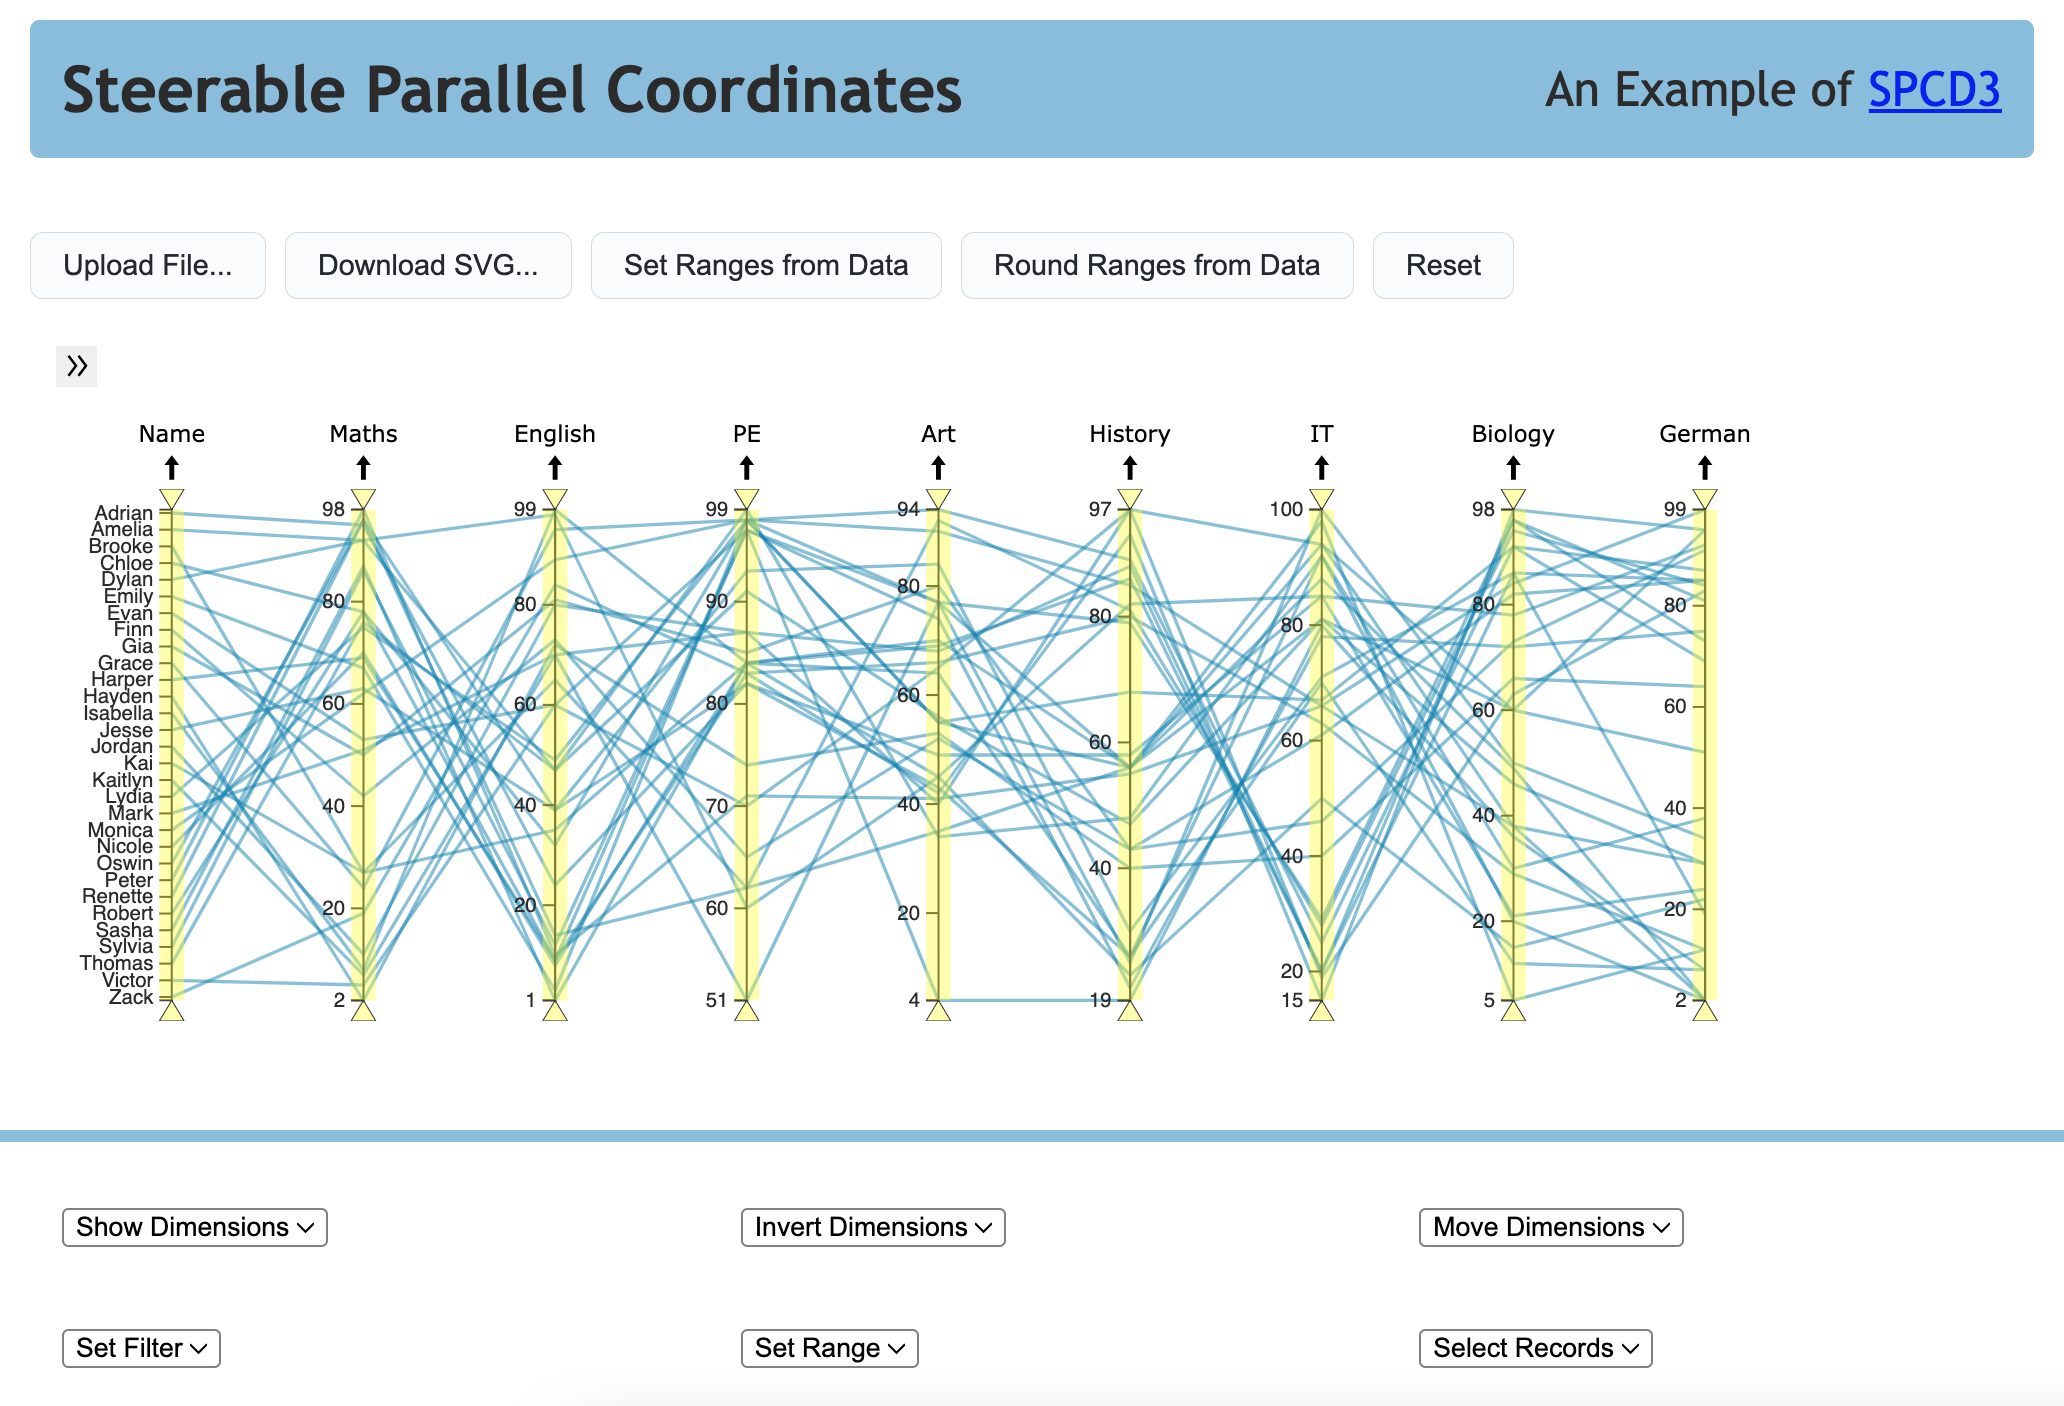 Steerable Parallel Coordinates
An Example of SPCD3
Upload File...
Download SVG...
Set Ranges from Data
Round Ranges from Data
Reset
Name
Maths
English
PE
Art
History
IT
Biology
German
Adrian
Amelia
Brooke
Chloe
Dylan
Emily
Evan
Finn
Gia
Grace
Harper
Hayden
Isabella
Jesse
Jordan
Kai
Kaitlyn
Lydia
Mark
Monica
Nicole
Oswin
Peter
Renette
Robert
Sasha
Sylvia
Thomas
Victor
Zack
98
80
60
40
20
2
99
80
60
40
20
1
99
90
80
70
60
51
94
80
60
40
20
4
97
80
60
40
19
100
80
60
40
20
15
98
80
60
40
20
5
99
80
60
40
20
2
Show Dimensions
Invert Dimensions
Move Dimensions
Set Filter
Set Range
Select Records